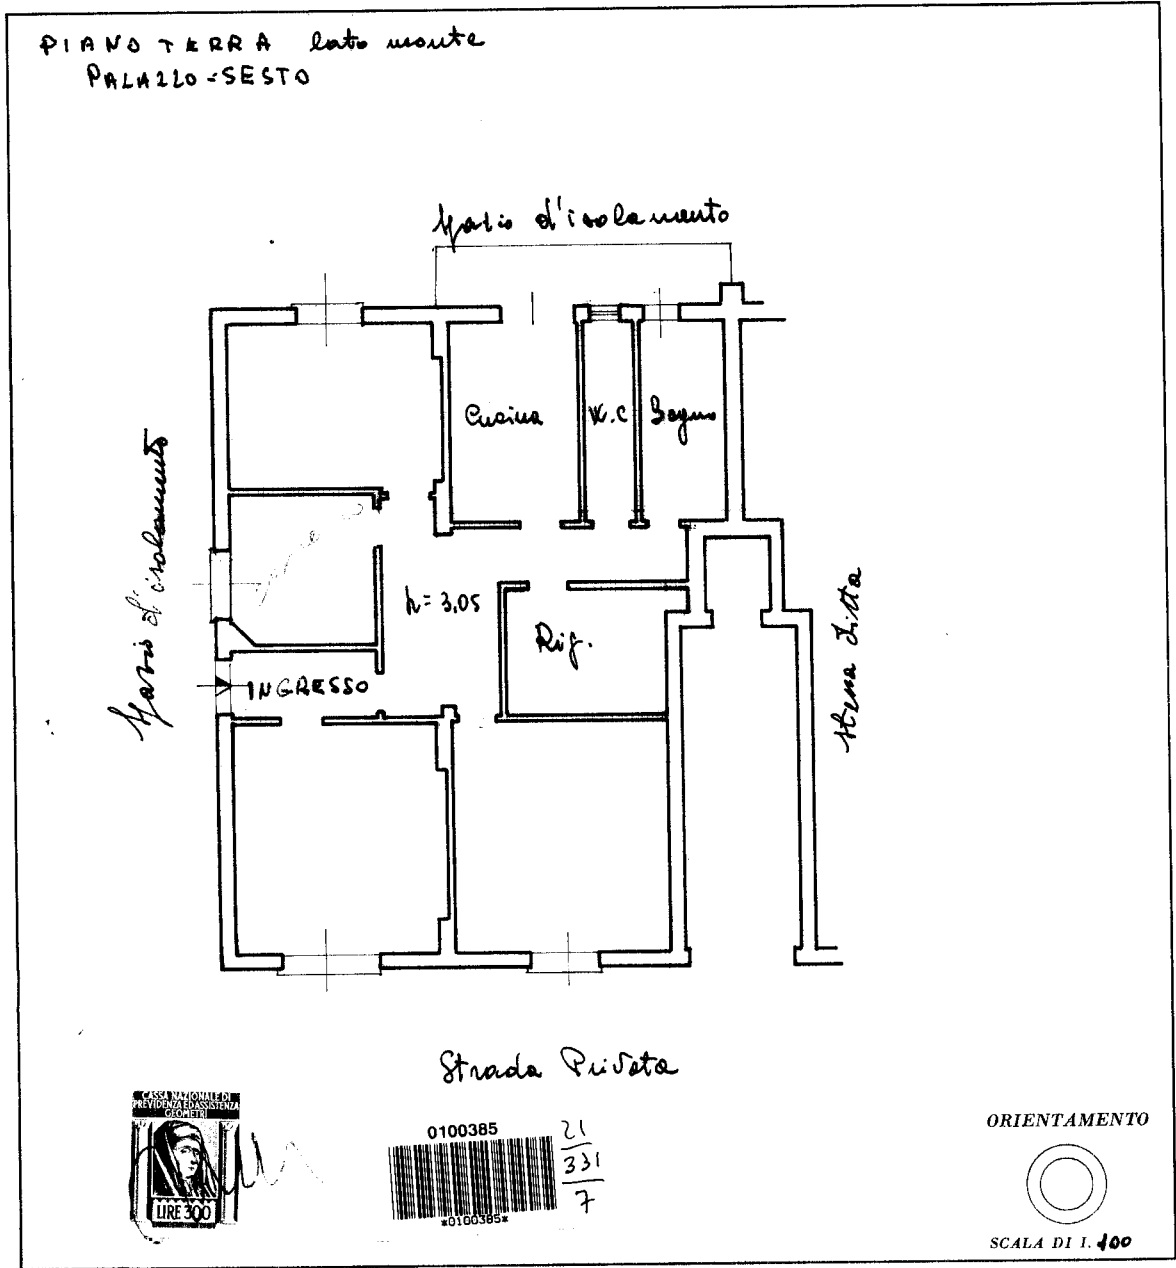 PIANO TERRA lato monte
PALAZZO=SESTO
Spazio d'isolamento
Cucina
W.C
Bagno
Spazio d'isolamento
h=3,05
Rip.
INGRESSO
stessa ditta
Strada Privata
CASSA NAZIONALE DI
PREVIDENZA ED ASSISTENZA
GEOMETRI
LIRE 300
0100385
*0100385*
21
331
7
ORIENTAMENTO
SCALA DI 1.100